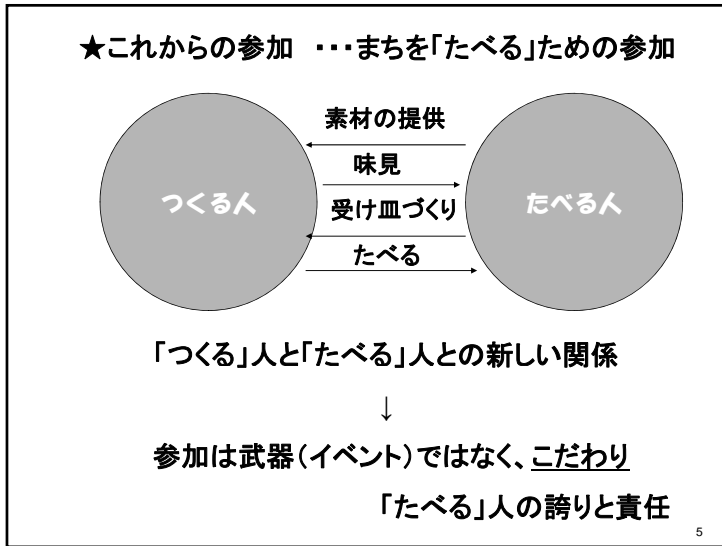 ★これからの参加 ・・・まちを「たべる」ための参加
素材の提供
味見
つくる人
たべる人
受け皿づくり
たべる
「つくる」人と「たべる」人との新しい関係
↓
参加は武器（イベント）ではなく、こだわり
「たべる」人の誇りと責任
5